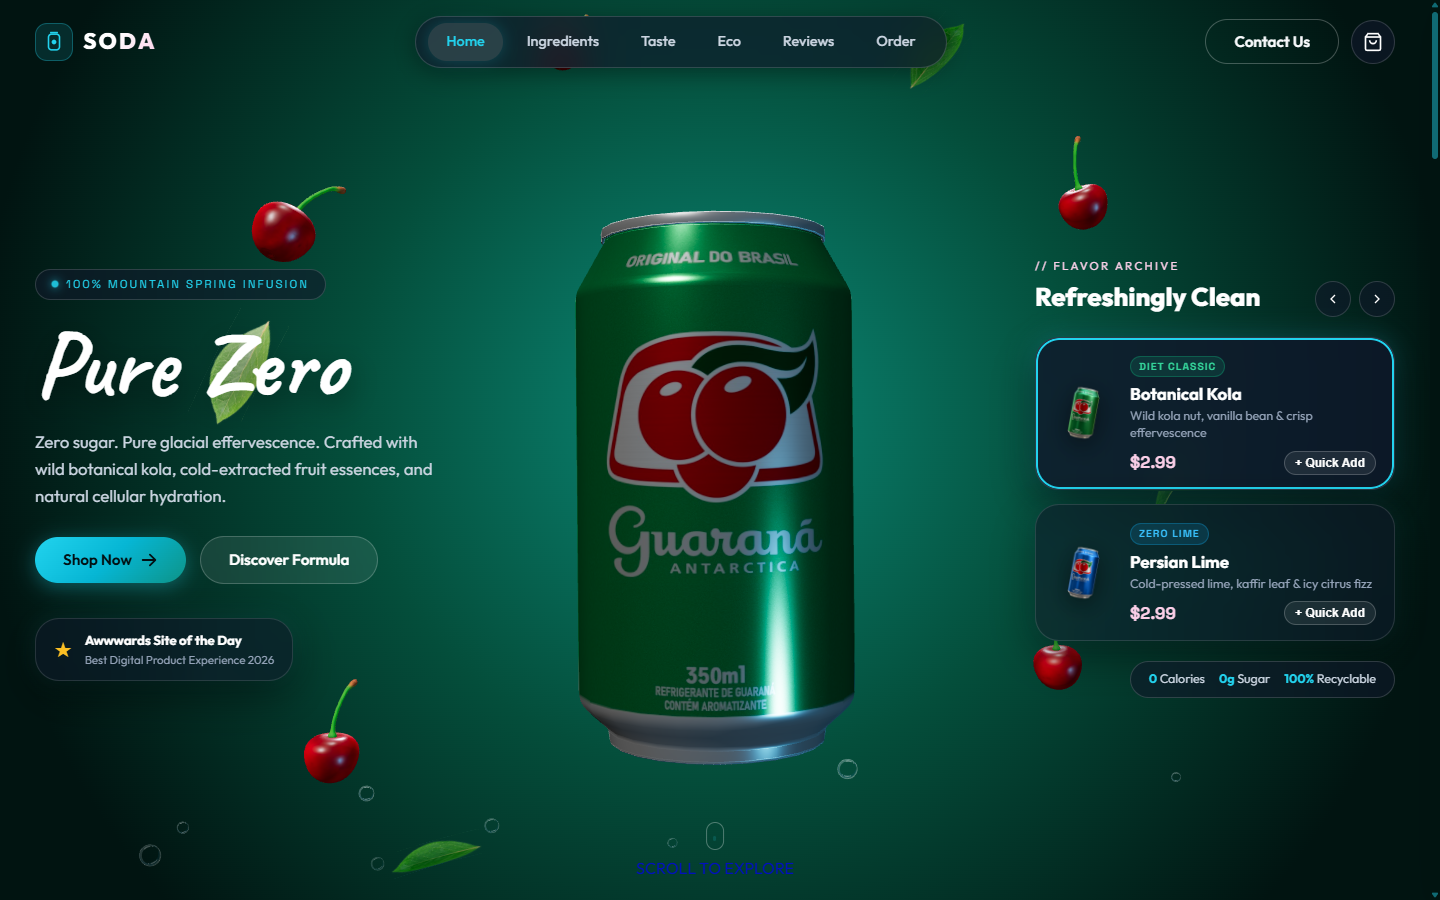 SODA
Home
Ingredients
Taste
Eco
Reviews
Order
Contact Us
100% MOUNTAIN SPRING INFUSION
Pure Zero
Zero sugar. Pure glacial effervescence. Crafted with
wild botanical kola, cold-extracted fruit essences, and
natural cellular hydration.
Shop Now
Discover Formula
Awwwards Site of the Day
Best Digital Product Experience 2026
ORIGINAL DO BRASIL
Guaraná
ANTARCTICA
350ml
REFRIGERANTE DE GUARANÁ
CONTÉM AROMATIZANTE
SCROLL TO EXPLORE
// FLAVOR ARCHIVE
Refreshingly Clean
DIET CLASSIC
Botanical Kola
Wild kola nut, vanilla bean & crisp
effervescence
$2.99
+ Quick Add
ZERO LIME
Persian Lime
Cold-pressed lime, kaffir leaf & icy citrus fizz
$2.99
+ Quick Add
0 Calories
0g Sugar
100% Recyclable